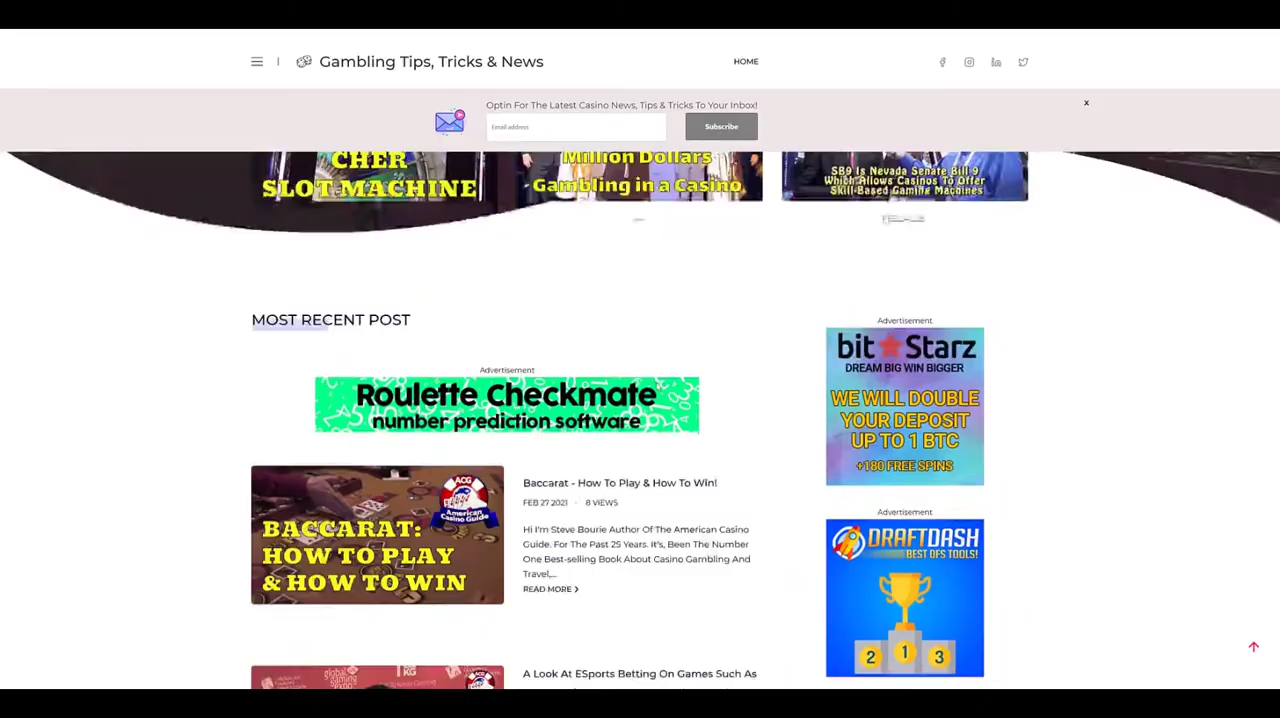 Gambling Tips, Tricks & News
HOME
Optin For The Latest Casino News, Tips & Tricks To Your Inbox!
Email address
Subscribe
x
CHER
SLOT MACHINE
Million Dollars
Gambling in a Casino
SB9 Is Nevada Senate Bill 9
Which Allows Casinos To Offer
Skill-Based Gaming Machines
MOST RECENT POST
Advertisement
Roulette Checkmate
number prediction software
BACCARAT:
HOW TO PLAY
& HOW TO WIN
ACG
American
Casino Guide
Baccarat - How To Play & How To Win!
FEB 27 2021 · 8 VIEWS
Hi I'm Steve Bourie Author Of The American Casino
Guide. For The Past 25 Years. It's, Been The Number
One Best-selling Book About Casino Gambling And
Travel,...
READ MORE
global
gaming
expo
KG
ACG
A Look At ESports Betting On Games Such As
Advertisement
bit Starz
DREAM BIG WIN BIGGER
WE WILL DOUBLE
YOUR DEPOSIT
UP TO 1 BTC
+180 FREE SPINS
Advertisement
DRAFTDASH
BEST DFS TOOLS!
2 1 3